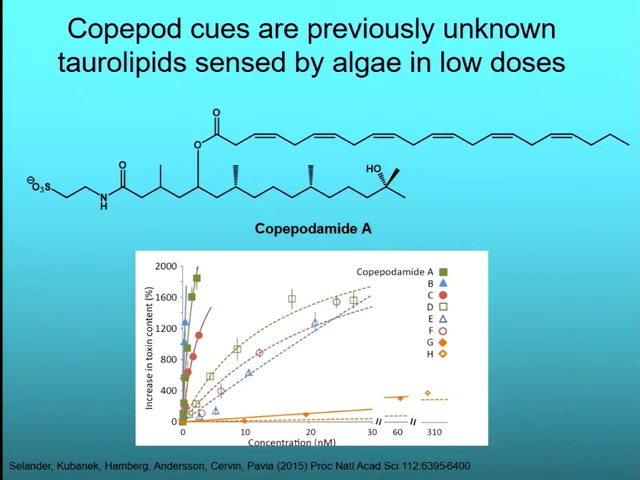 Copepod cues are previously unknown
taurolipids sensed by algae in low doses
O
O
O
HO
⊖O₃S
N
H
Copepodamide A
2000
1600
1200
800
400
0
Increase in toxin content (%)
Copepodamide A
B
C
D
E
F
G
H
0 10 20 30 // 60 // 310
Concentration (nM)
Selander, Kubanek, Hamberg, Andersson, Cervin, Pavia (2015) Proc Natl Acad Sci 112:6395-6400